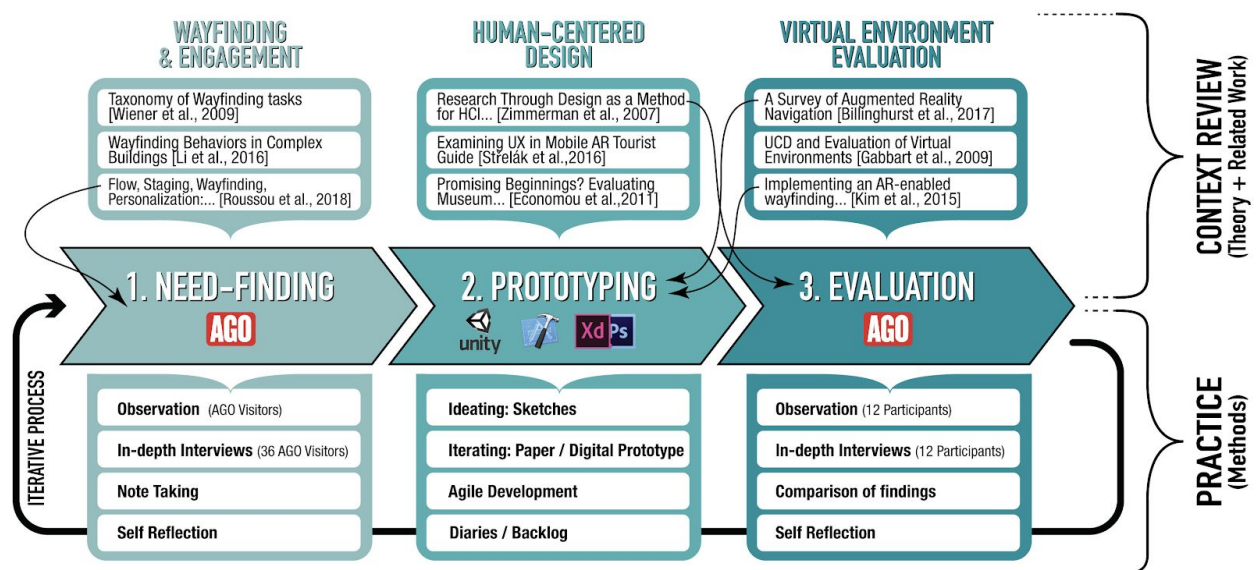 WAYFINDING
& ENGAGEMENT
Taxonomy of Wayfinding tasks
[Wiener et al., 2009]
Wayfinding Behaviors in Complex
Buildings [Li et al., 2016]
Flow, Staging, Wayfinding,
Personalization:... [Roussou et al., 2018]
HUMAN-CENTERED
DESIGN
Research Through Design as a Method
for HCI... [Zimmerman et al., 2007]
Examining UX in Mobile AR Tourist
Guide [Střelák et al.,2016]
Promising Beginnings? Evaluating
Museum... [Economou et al.,2011]
VIRTUAL ENVIRONMENT
EVALUATION
A Survey of Augmented Reality
Navigation [Billinghurst et al., 2017]
UCD and Evaluation of Virtual
Environments [Gabbart et al., 2009]
Implementing an AR-enabled
wayfinding... [Kim et al., 2015]
CONTEXT REVIEW
(Theory + Related Work)
1. NEED-FINDING
AGO
2. PROTOTYPING
unity
Xd
Ps
3. EVALUATION
AGO
ITERATIVE PROCESS
Observation (AGO Visitors)
In-depth Interviews (36 AGO Visitors)
Note Taking
Self Reflection
Ideating: Sketches
Iterating: Paper / Digital Prototype
Agile Development
Diaries / Backlog
Observation (12 Participants)
In-depth Interviews (12 Participants)
Comparison of findings
Self Reflection
PRACTICE
(Methods)